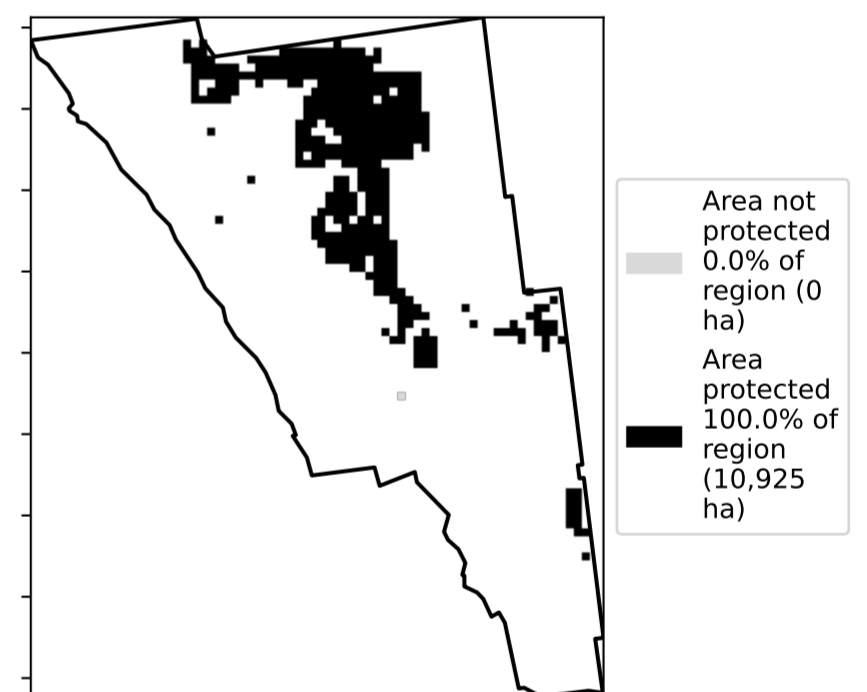 Area not
protected
0.0% of
region (0
ha)
Area
protected
100.0% of
region
(10,925
ha)